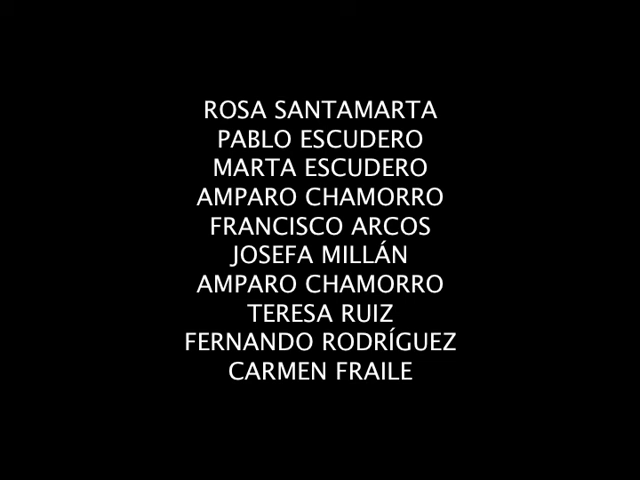 ROSA SANTAMARTA
PABLO ESCUDERO
MARTA ESCUDERO
AMPARO CHAMORRO
FRANCISCO ARCOS
JOSEFA MILLÁN
AMPARO CHAMORRO
TERESA RUIZ
FERNANDO RODRÍGUEZ
CARMEN FRAILE